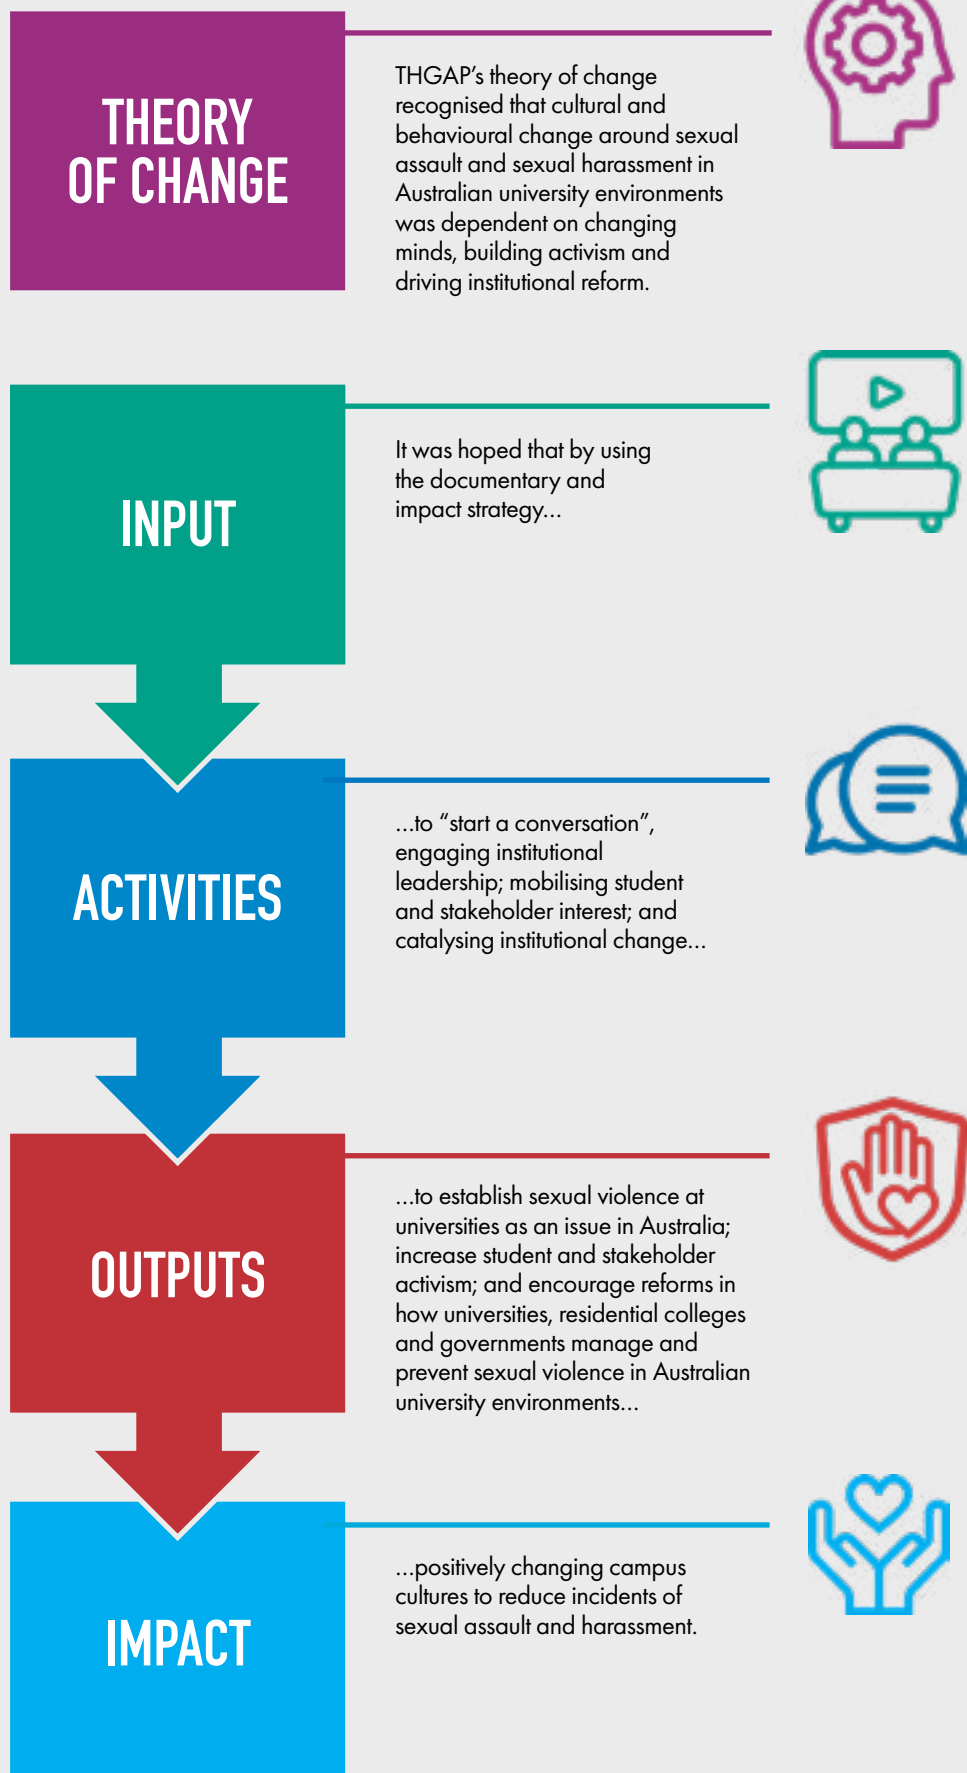 THEORY
OF CHANGE
THGAP's theory of change
recognised that cultural and
behavioural change around sexual
assault and sexual harassment in
Australian university environments
was dependent on changing
minds, building activism and
driving institutional reform.
INPUT
It was hoped that by using
the documentary and
impact strategy...
ACTIVITIES
...to “start a conversation”,
engaging institutional
leadership; mobilising student
and stakeholder interest; and
catalysing institutional change...
OUTPUTS
...to establish sexual violence at
universities as an issue in Australia;
increase student and stakeholder
activism; and encourage reforms in
how universities, residential colleges
and governments manage and
prevent sexual violence in Australian
university environments...
IMPACT
...positively changing campus
cultures to reduce incidents of
sexual assault and harassment.